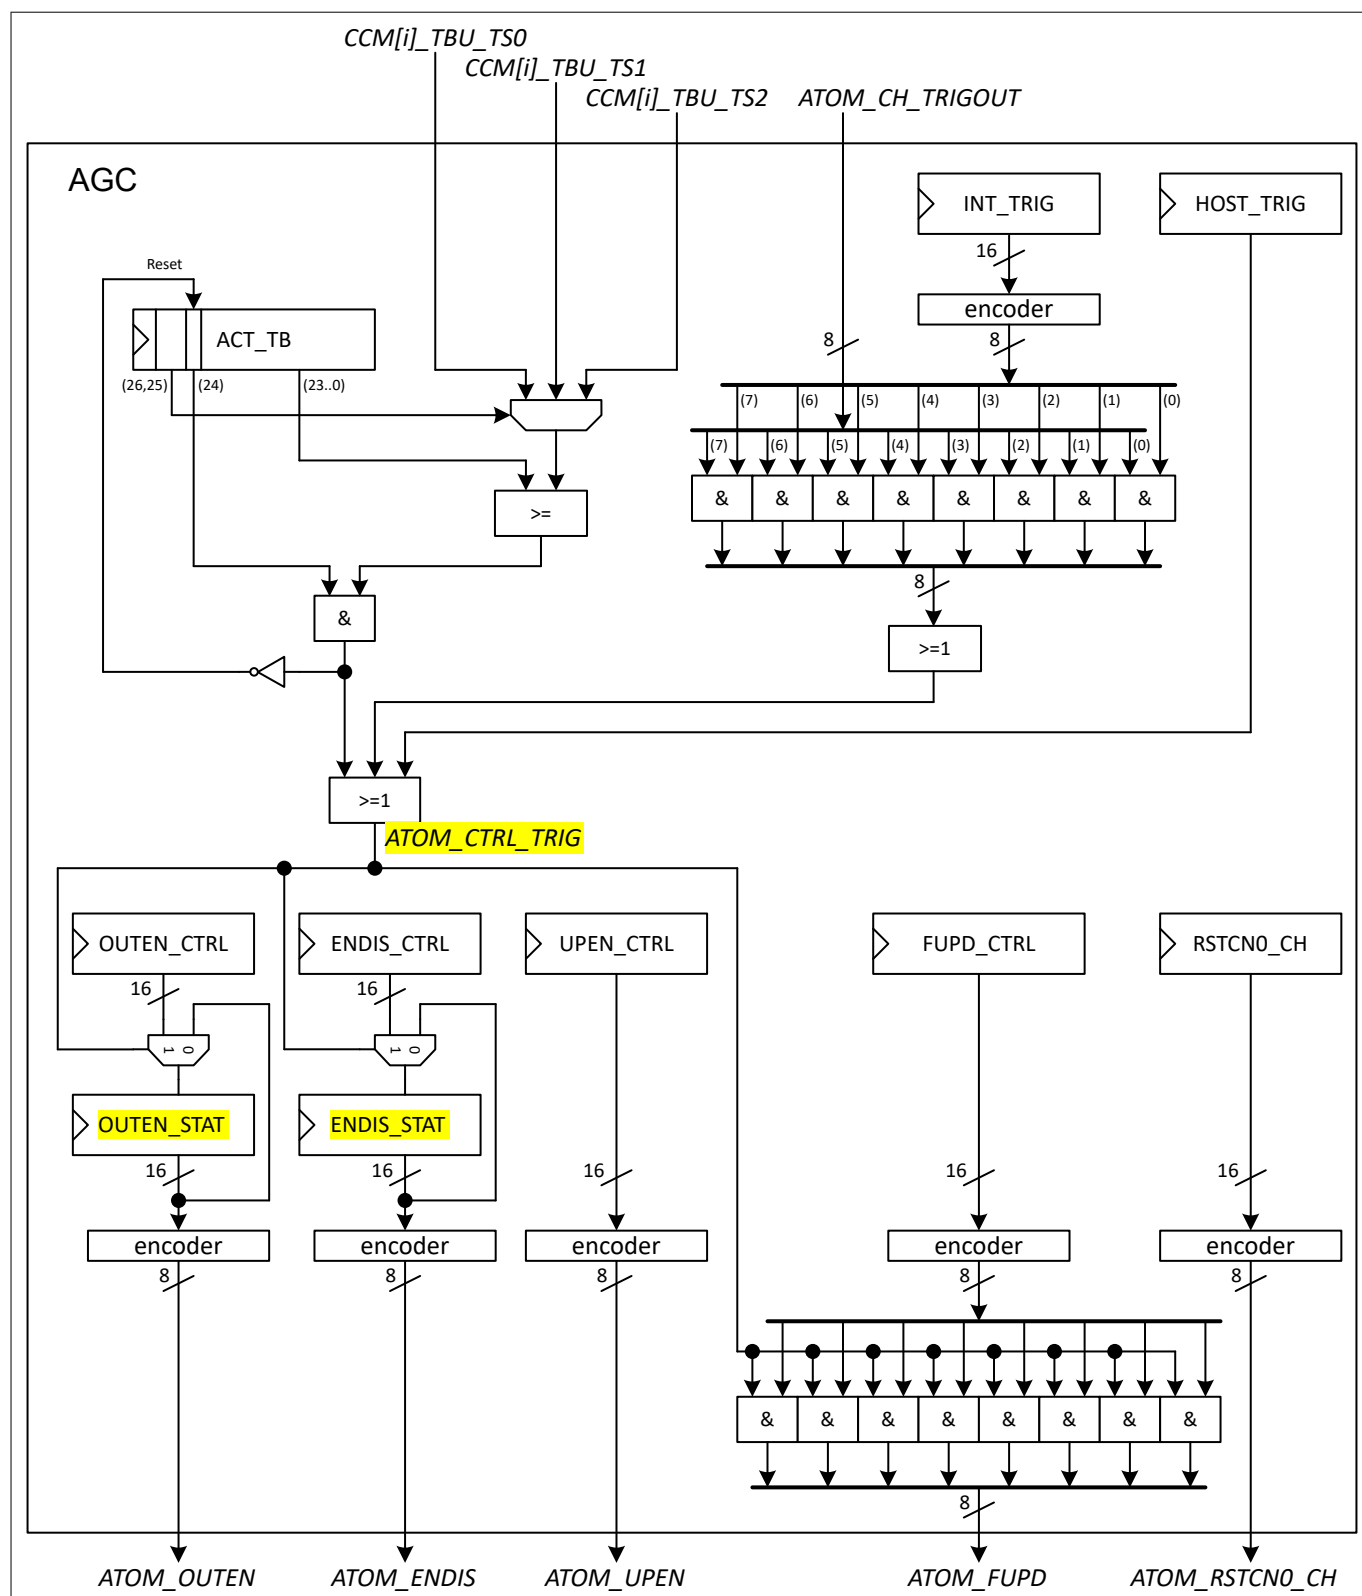 CCM[i]_TBU_TS0
CCM[i]_TBU_TS1
CCM[i]_TBU_TS2 ATOM_CH_TRIGOUT
AGC
INT_TRIG HOST_TRIG
16
Reset
encoder
ACT_TB
8 8
(26,25) (24) (23..0)
(7) (6) (5) (4) (3) (2) (1) (0)
(7) (6) (5) (4) (3) (2) (1) (0)
& & & & & & & &
>=
8
&
>=1
>=1
ATOM_CTRL_TRIG
OUTEN_CTRL ENDIS_CTRL UPEN_CTRL FUPD_CTRL RSTCN0_CH
16 16
1 0 1 0
OUTEN_STAT ENDIS_STAT
16 16 16 16 16
encoder encoder encoder encoder encoder
8 8 8 8 8
& & & & & & & &
8
ATOM_OUTEN ATOM_ENDIS ATOM_UPEN ATOM_FUPD ATOM_RSTCN0_CH